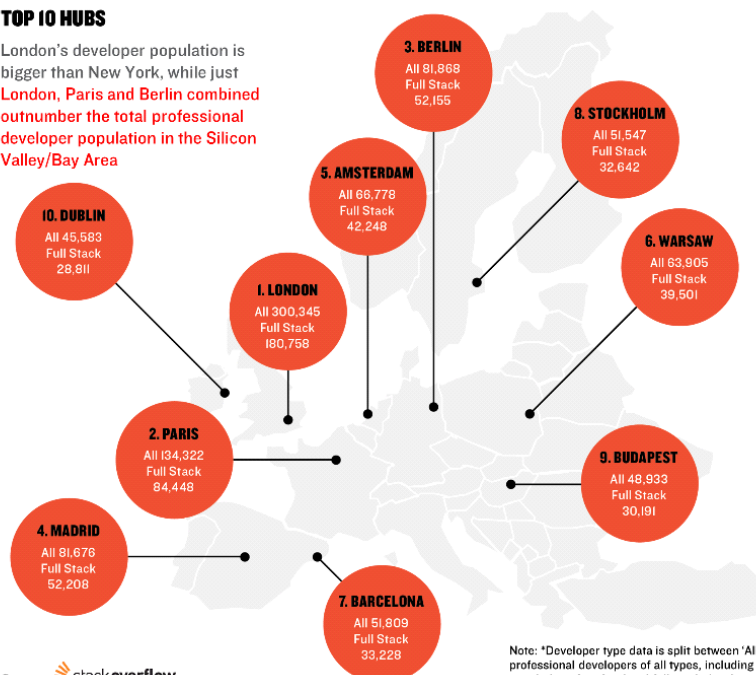 TOP 10 HUBS
London's developer population is
bigger than New York, while just
London, Paris and Berlin combined
outnumber the total professional
developer population in the Silicon
Valley/Bay Area
3. BERLIN
All 81,868
Full Stack
52,155
8. STOCKHOLM
All 51,547
Full Stack
32,642
5. AMSTERDAM
All 66,778
Full Stack
42,248
10. DUBLIN
All 45,583
Full Stack
28,811
6. WARSAW
All 63,905
Full Stack
39,501
1. LONDON
All 300,345
Full Stack
180,758
2. PARIS
All 134,322
Full Stack
84,448
9. BUDAPEST
All 48,933
Full Stack
30,191
4. MADRID
All 81,676
Full Stack
52,208
7. BARCELONA
All 51,809
Full Stack
33,228
Note: *Developer type data is split between 'Al
professional developers of all types, including
stackoverflow